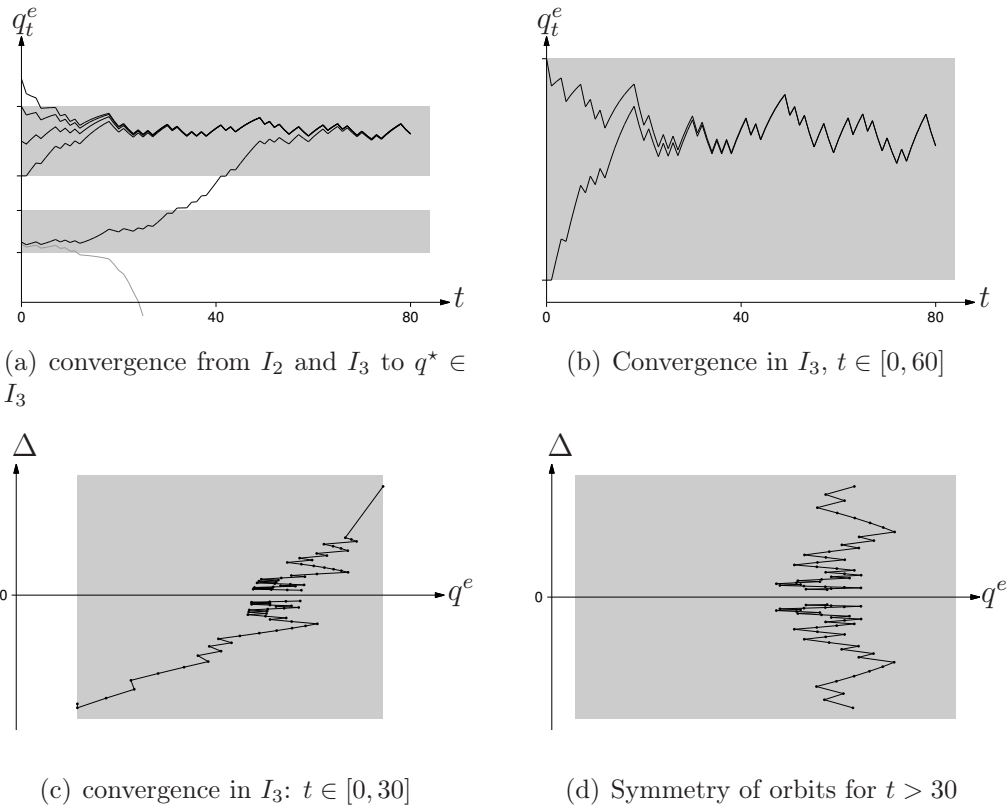 q_t^e
t
0
40
80
(a) convergence from I_2 and I_3 to q^⋆ ∈
I_3
q_t^e
t
0
40
80
(b) Convergence in I_3, t ∈ [0, 60]
Δ
0
q^e
(c) convergence in I_3: t ∈ [0, 30]
Δ
0
q^e
(d) Symmetry of orbits for t > 30